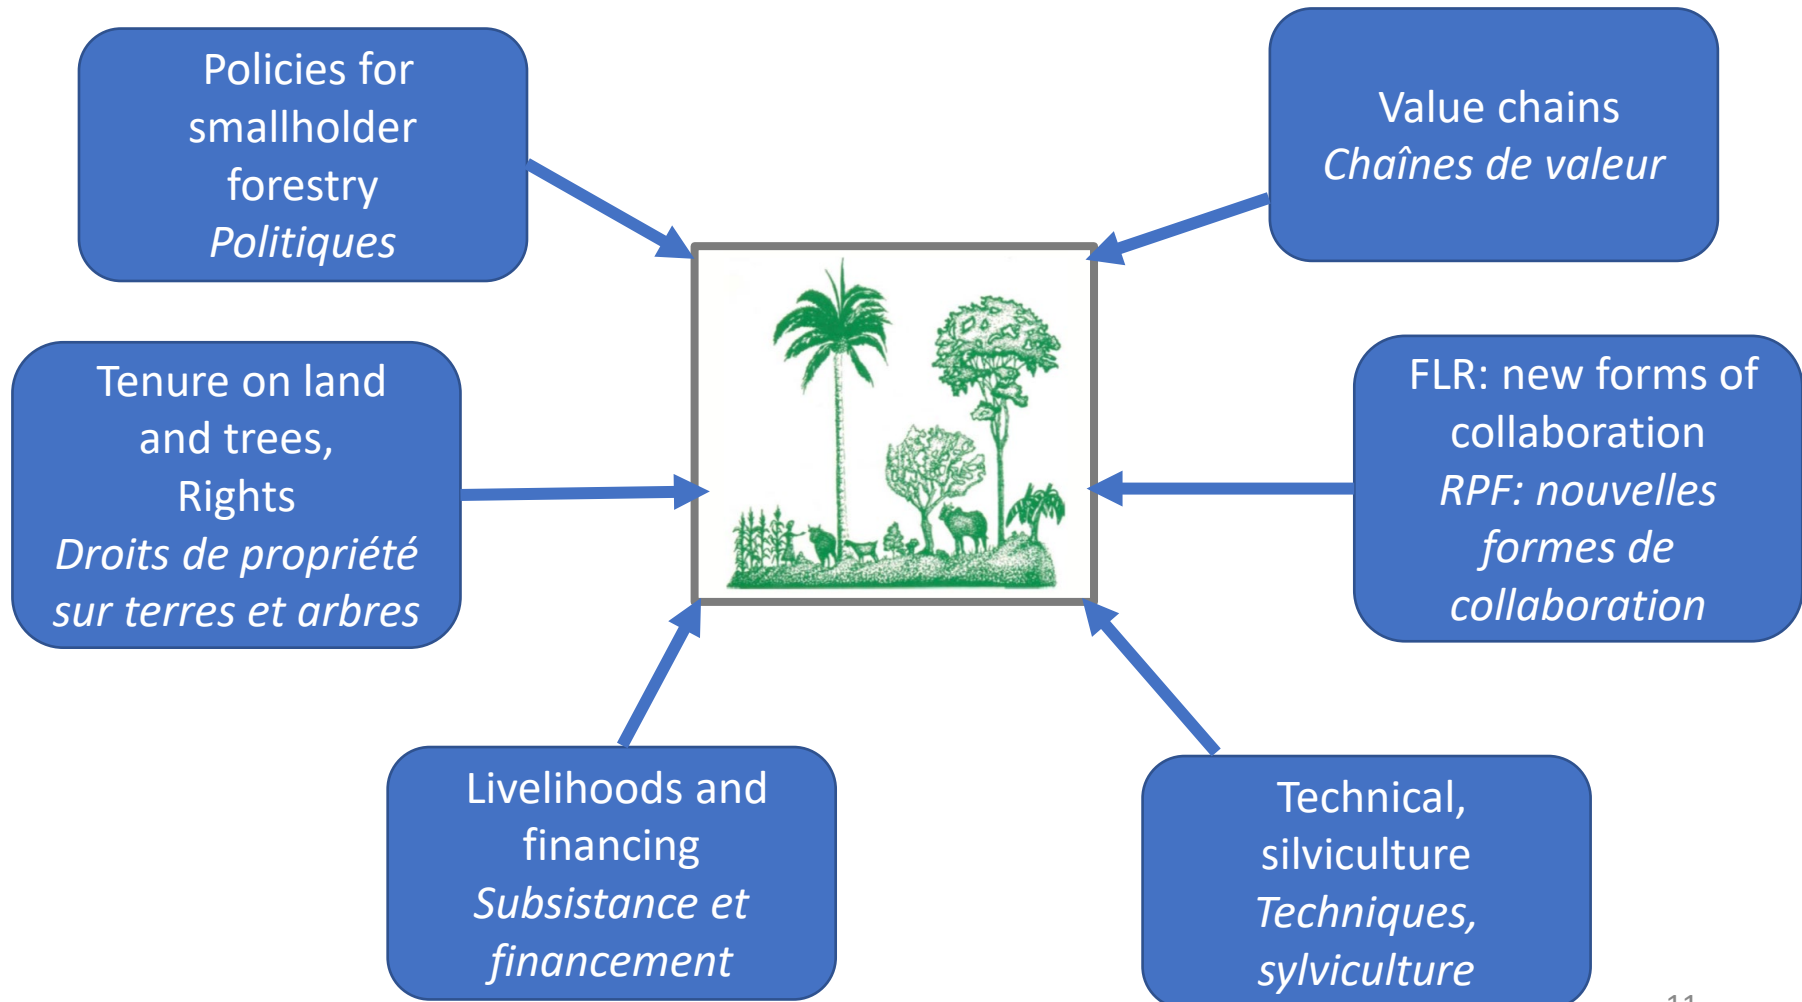 Policies for
smallholder
forestry
Politiques
Value chains
Chaînes de valeur
Tenure on land
and trees,
Rights
Droits de propriété
sur terres et arbres
FLR: new forms of
collaboration
RPF: nouvelles
formes de
collaboration
Livelihoods and
financing
Subsistance et
financement
Technical,
silviculture
Techniques,
sylviculture
11